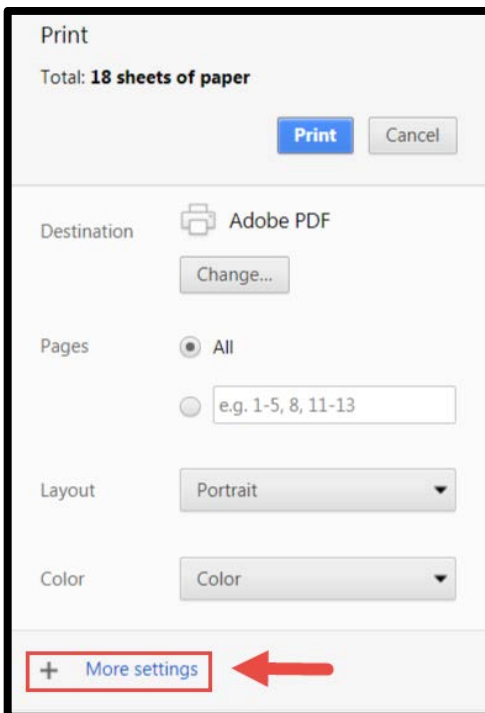 Print
Total: 18 sheets of paper
Print Cancel
Destination Adobe PDF
Change...
Pages All
e.g. 1-5, 8, 11-13
Layout Portrait
Color Color
+ More settings